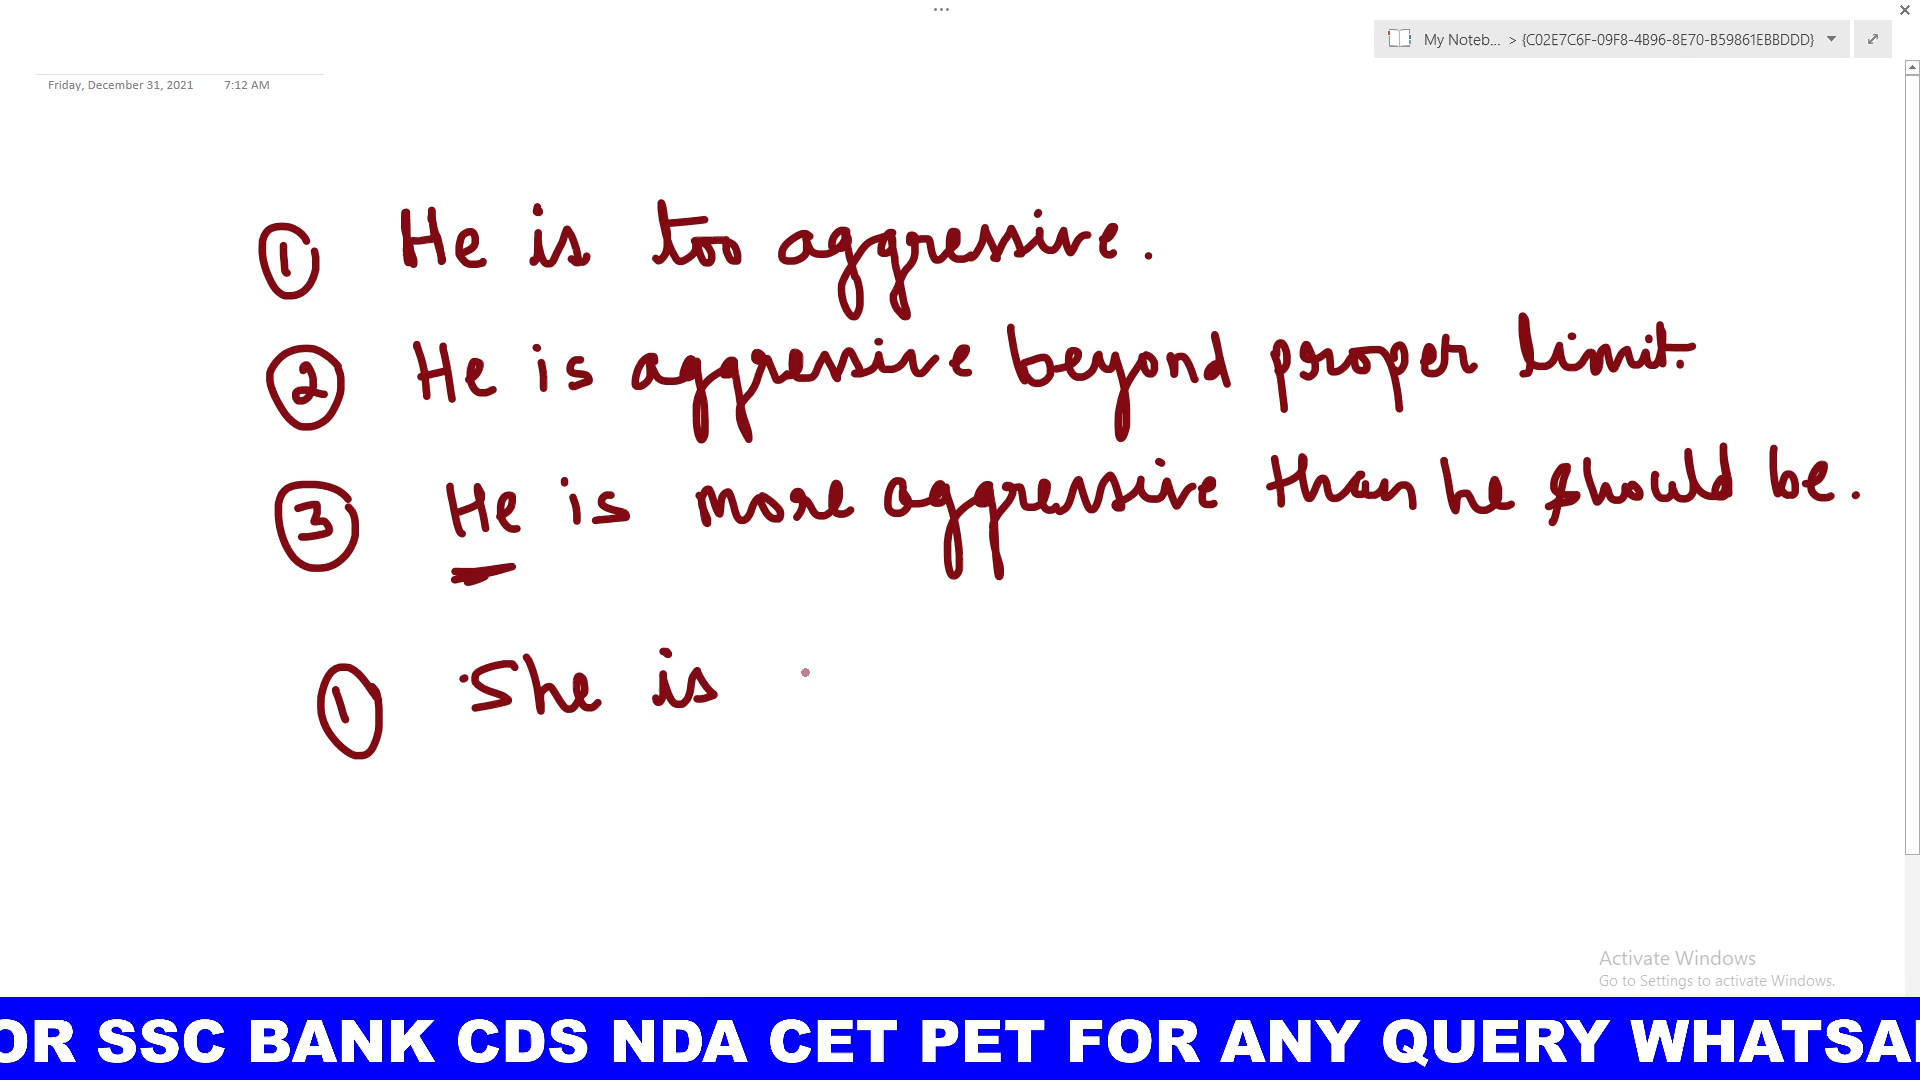 ...
My Noteb... > {C02E7C6F-09F8-4B96-8E70-B59861EBBDDD}
Friday, December 31, 2021 7:12 AM
① He is too aggressive.
② He is aggressive beyond proper limit.
③ He is more aggressive than he should be.
① She is
Activate Windows
Go to Settings to activate Windows.
OR SSC BANK CDS NDA CET PET FOR ANY QUERY WHATSA